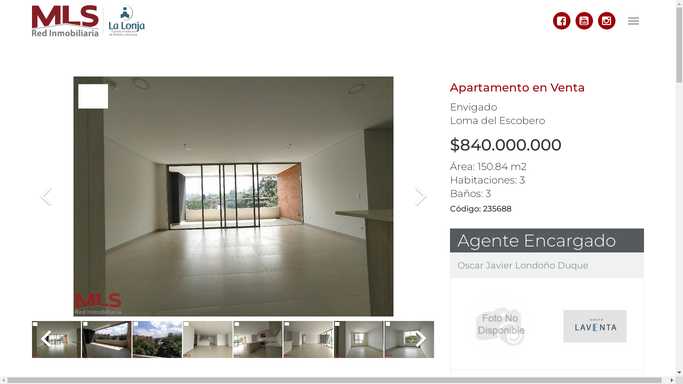 MLS
Red Inmobiliaria
La Lonja
Apartamento en Venta
Envigado
Loma del Escobero
$840.000.000
Área: 150.84 m2
Habitaciones: 3
Baños: 3
Código: 235688
MLS
Red Inmobiliaria
Agente Encargado
Oscar Javier Londoño Duque
Foto No
Disponible
GRUPO
LAVENTA